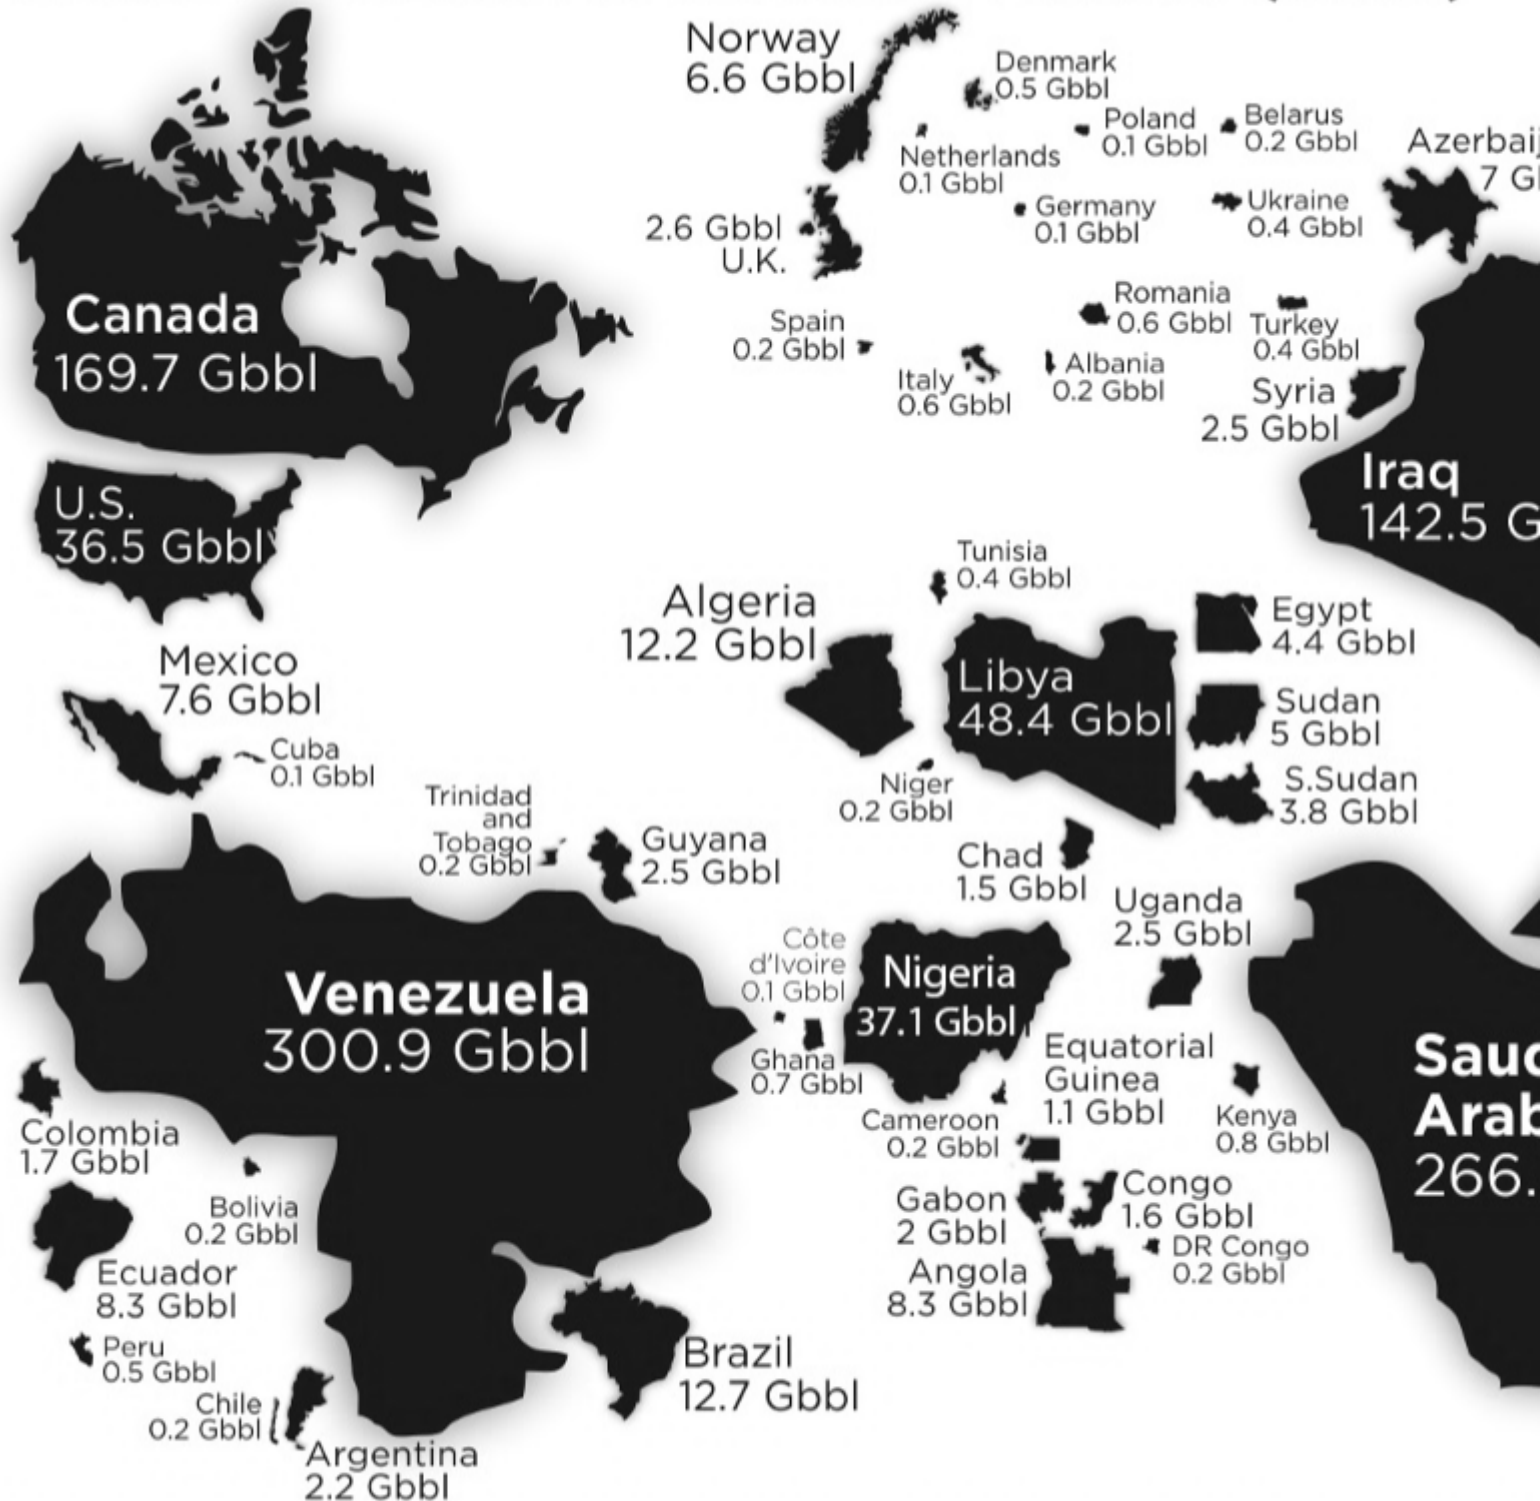 Norway
6.6 Gbbl
Denmark
0.5 Gbbl
Poland
0.1 Gbbl
Belarus
0.2 Gbbl
7
Netherlands
0.1 Gbbl
Germany
0.1 Gbbl
Ukraine
0.4 Gbbl
2.6 Gbbl
U.K.
Canada
169.7 Gbbl
Spain
0.2 Gbbl
Italy
0.6 Gbbl
Romania
0.6 Gbbl
Albania
0.2 Gbbl
Turkey
0.4 Gbbl
Syria
2.5 Gbbl
Iraq
142.5 G
U.S.
36.5 Gbbl
Mexico
7.6 Gbbl
Cuba
0.1 Gbbl
Tunisia
0.4 Gbbl
Algeria
12.2 Gbbl
Libya
48.4 Gbbl
Egypt
4.4 Gbbl
Sudan
5 Gbbl
S.Sudan
3.8 Gbbl
Niger
0.2 Gbbl
Chad
1.5 Gbbl
Trinidad
and
Tobago
0.2 Gbbl
Guyana
2.5 Gbbl
Uganda
2.5 Gbbl
Venezuela
300.9 Gbbl
Côte
d'Ivoire
0.1 Gbbl
Ghana
0.7 Gbbl
Nigeria
37.1 Gbbl
Cameroon
0.2 Gbbl
Equatorial
Guinea
1.1 Gbbl
Kenya
0.8 Gbbl
Sauc
Arab
266.
Colombia
1.7 Gbbl
Bolivia
0.2 Gbbl
Gabon
2 Gbbl
Congo
1.6 Gbbl
DR Congo
0.2 Gbbl
Angola
8.3 Gbbl
Ecuador
8.3 Gbbl
Peru
0.5 Gbbl
Chile
0.2 Gbbl
Argentina
2.2 Gbbl
Brazil
12.7 Gbbl